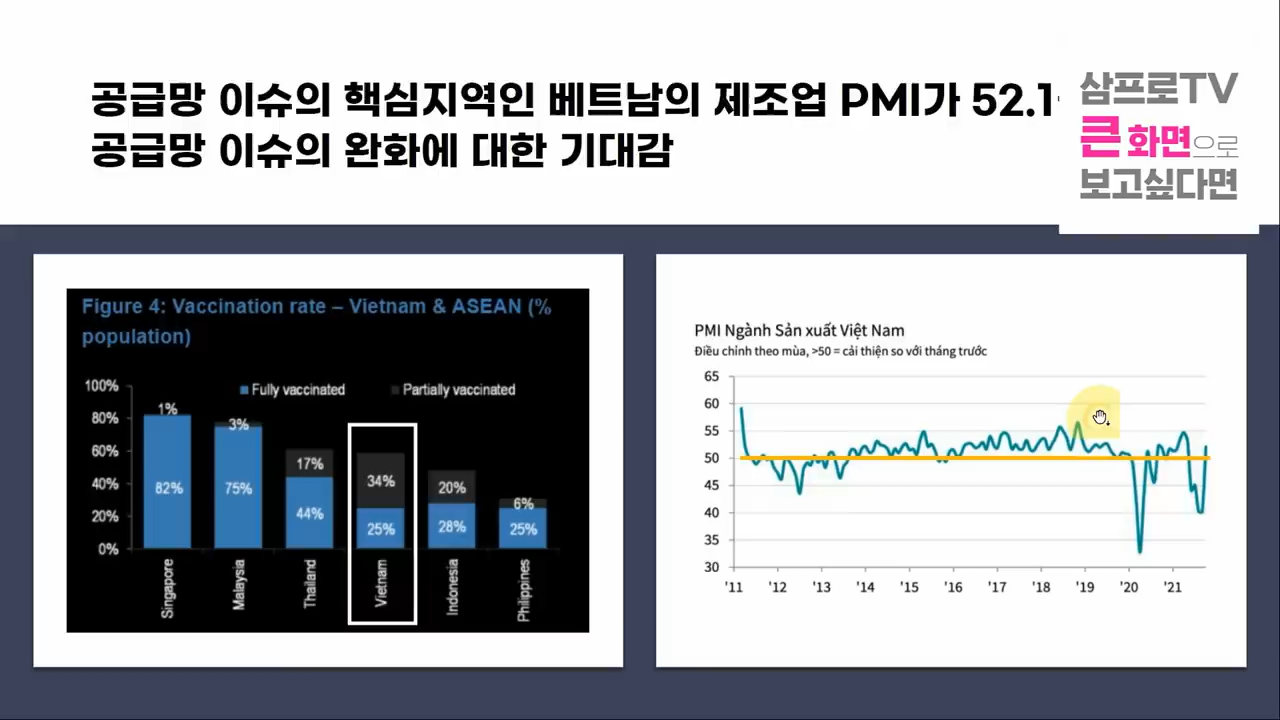 공급망 이슈의 핵심지역인 베트남의 제조업 PMI가 52.1
공급망 이슈의 완화에 대한 기대감
삼프로TV
큰 화면으로
보고싶다면
Figure 4: Vaccination rate – Vietnam & ASEAN (%
population)
Fully vaccinated Partially vaccinated
100%
80%
60%
40%
20%
0%
1%
82%
3%
75%
17%
44%
34%
25%
20%
28%
6%
25%
Singapore
Malaysia
Thailand
Vietnam
Indonesia
Philippines
PMI Ngành Sản xuất Việt Nam
Điều chỉnh theo mùa, >50 = cải thiện so với tháng trước
65
60
55
50
45
40
35
30
'11 '12 '13 '14 '15 '16 '17 '18 '19 '20 '21